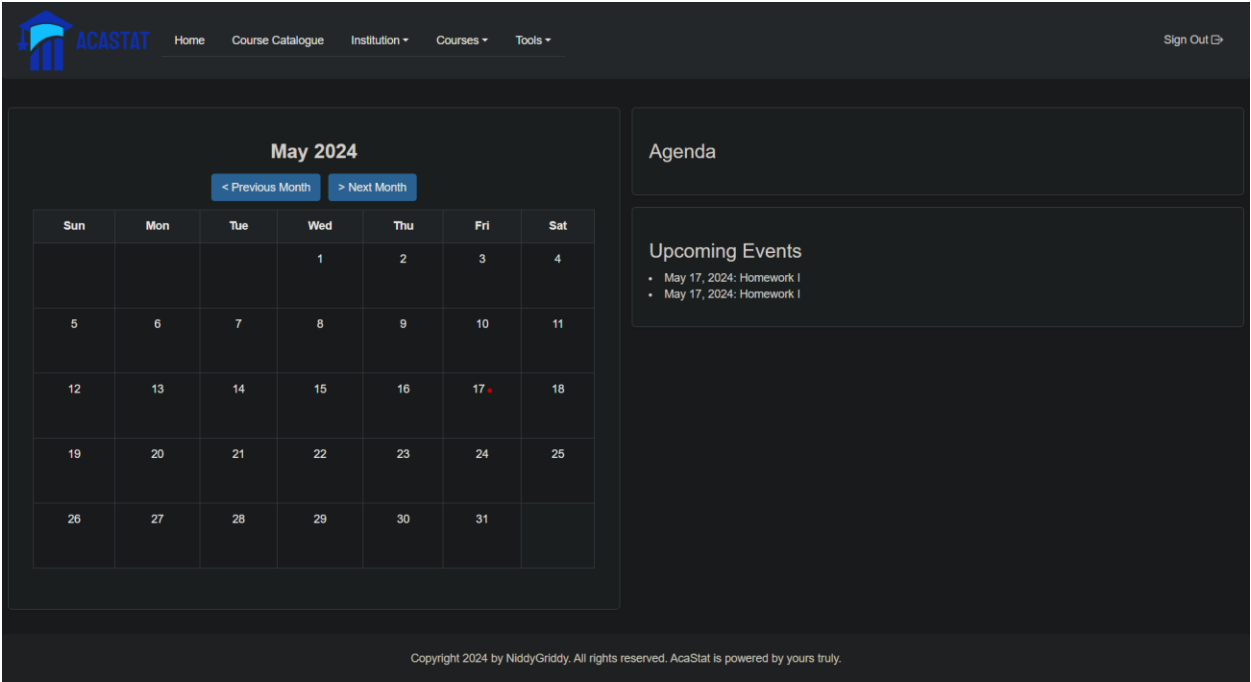 ACASTAT
Home Course Catalogue Institution Courses Tools Sign Out
May 2024
< Previous Month > Next Month
Sun Mon Tue Wed Thu Fri Sat
1 2 3 4
5 6 7 8 9 10 11
12 13 14 15 16 17 18
19 20 21 22 23 24 25
26 27 28 29 30 31
Agenda
Upcoming Events
• May 17, 2024: Homework I
• May 17, 2024: Homework I
Copyright 2024 by NiddyGriddy. All rights reserved. AcaStat is powered by yours truly.